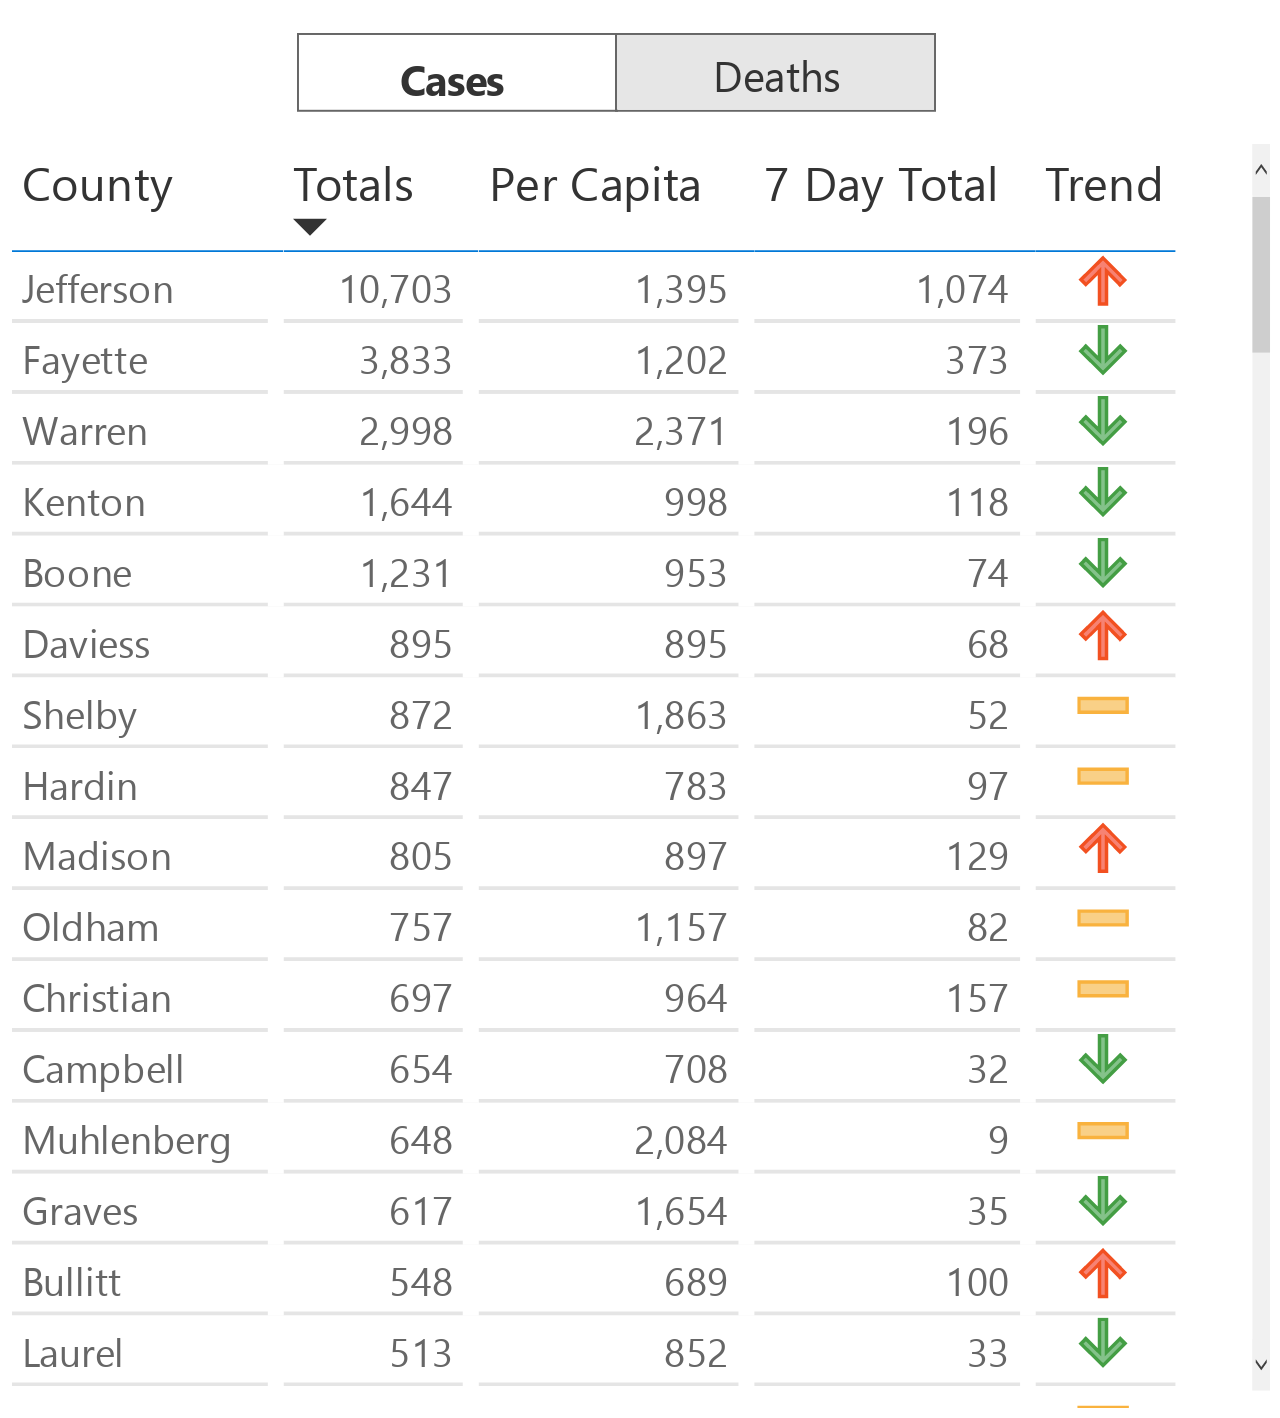 Cases Deaths
County Totals Per Capita 7 Day Total Trend
Jefferson 10,703 1,395 1,074
Fayette 3,833 1,202 373
Warren 2,998 2,371 196
Kenton 1,644 998 118
Boone 1,231 953 74
Daviess 895 895 68
Shelby 872 1,863 52
Hardin 847 783 97
Madison 805 897 129
Oldham 757 1,157 82
Christian 697 964 157
Campbell 654 708 32
Muhlenberg 648 2,084 9
Graves 617 1,654 35
Bullitt 548 689 100
Laurel 513 852 33